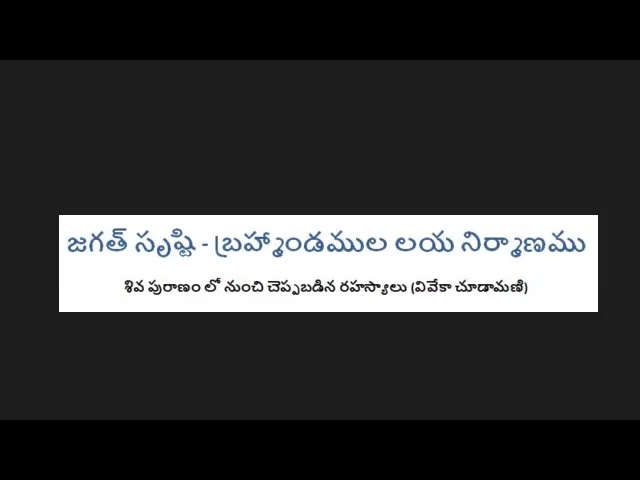 జగత్ సృష్టి - బ్రహ్మాండముల లయ నిర్మాణము
శివ పురాణం లో నుంచి చెప్పబడిన రహస్యాలు (వివేకా చూడామణి)